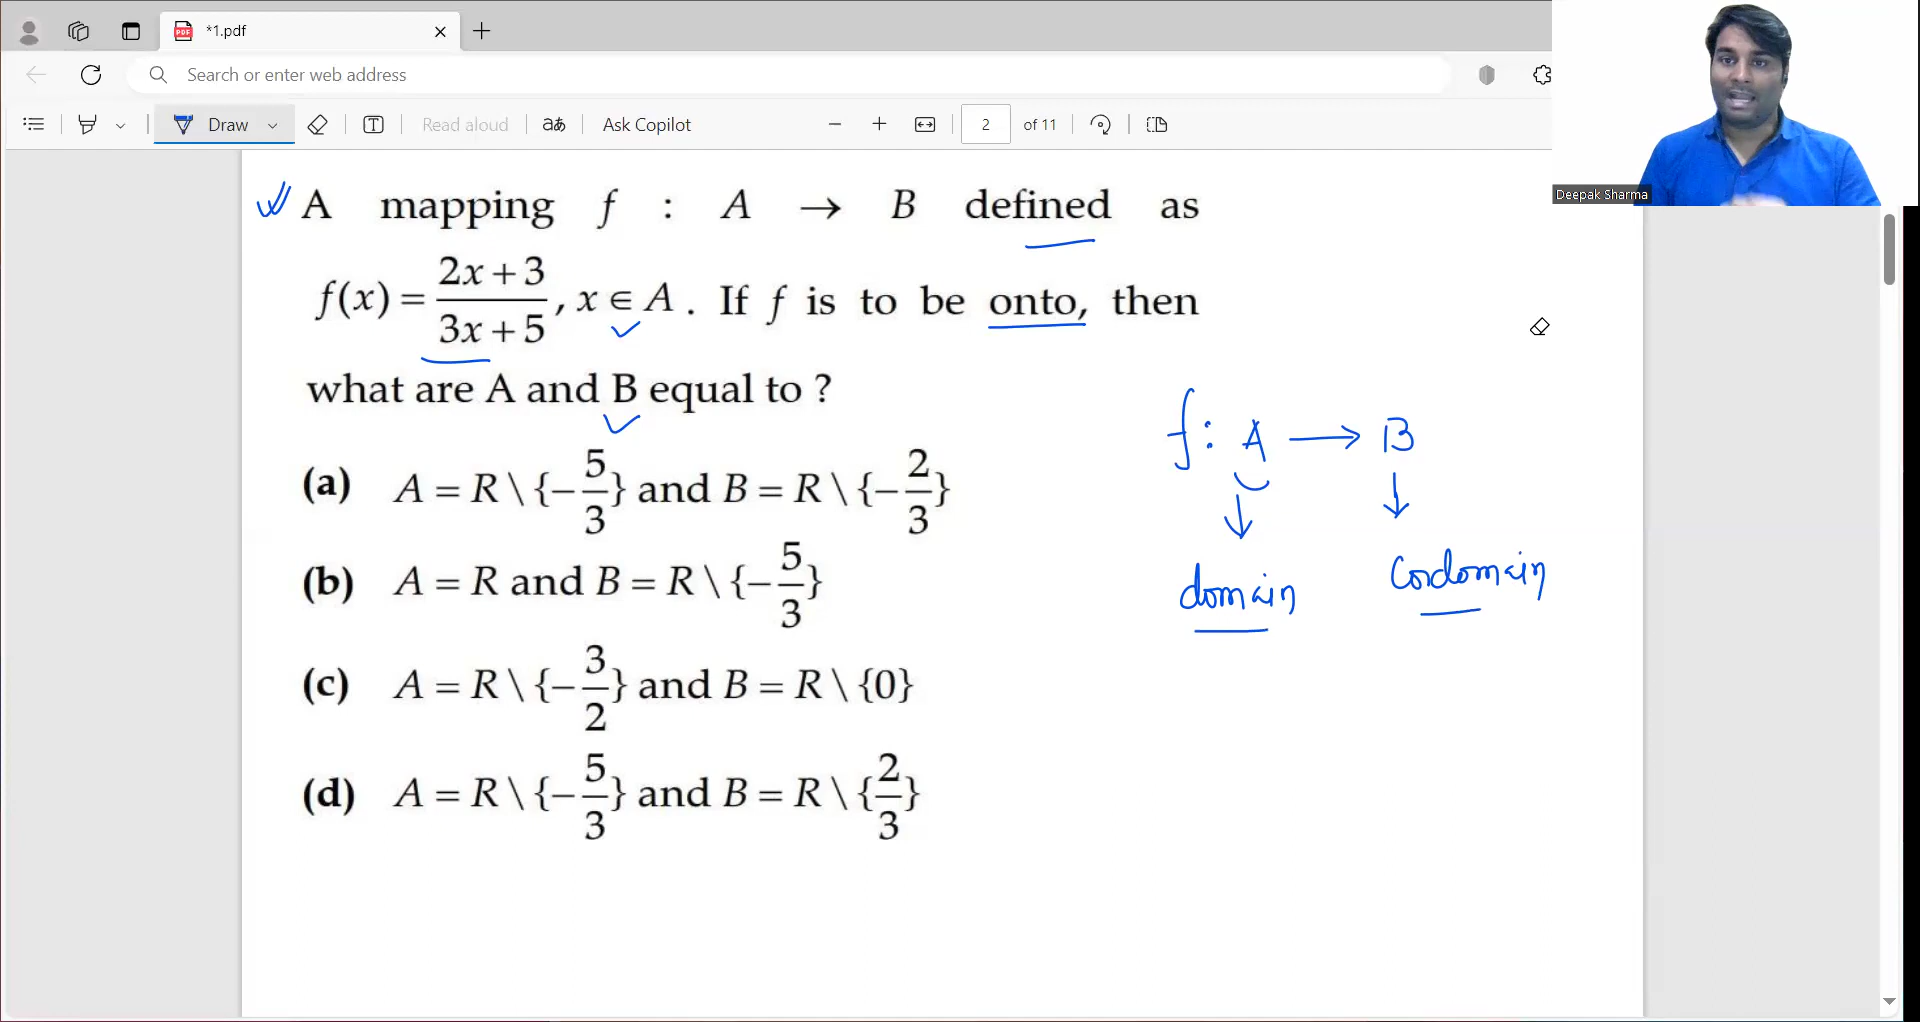 *1.pdf
Search or enter web address
Draw
Read aloud
aあ
Ask Copilot
2 of 11
Deepak Sharma
A mapping f : A → B defined as
f(x) = (2x+3)/(3x+5), x ∈ A. If f is to be onto, then
what are A and B equal to ?
(a) A = R \ {−5/3} and B = R \ {−2/3}
(b) A = R and B = R \ {−5/3}
(c) A = R \ {−3/2} and B = R \ {0}
(d) A = R \ {−5/3} and B = R \ {2/3}
f : A → B
domain
Codomain